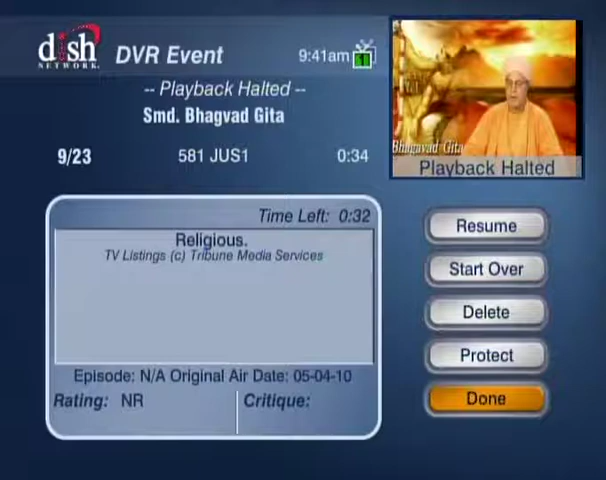 dish
NETWORK
DVR Event
9:41am
1
-- Playback Halted --
Smd. Bhagvad Gita
9/23
581 JUS1
0:34
Bhagavad Gita
Playback Halted
Time Left: 0:32
Religious.
TV Listings (c) Tribune Media Services
Episode: N/A Original Air Date: 05-04-10
Rating: NR
Critique:
Resume
Start Over
Delete
Protect
Done